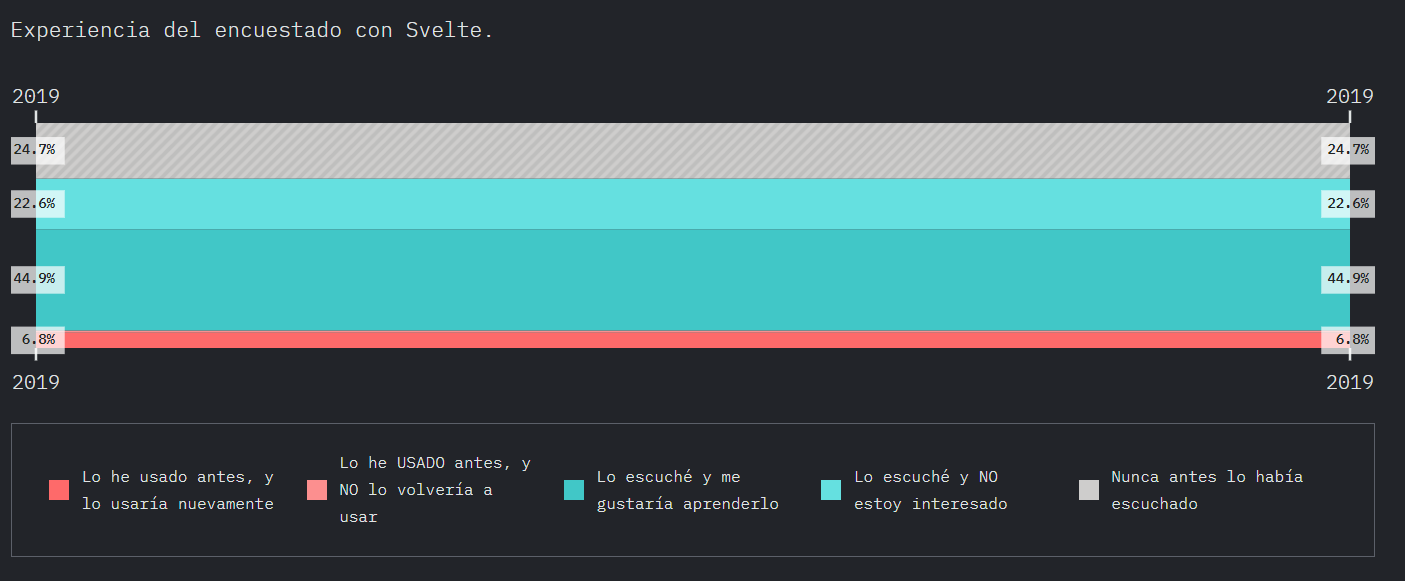 Experiencia del encuestado con Svelte.
2019 2019
24.7% 24.7%
22.6% 22.6%
44.9% 44.9%
6.8% 6.8%
2019 2019
Lo he usado antes, y
lo usaría nuevamente
Lo he USADO antes, y
NO lo volvería a
usar
Lo escuché y me
gustaría aprenderlo
Lo escuché y NO
estoy interesado
Nunca antes lo había
escuchado